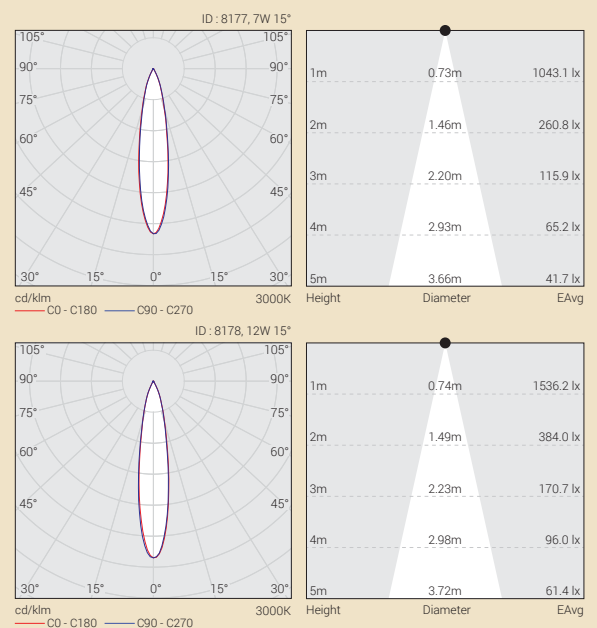 ID : 8177, 7W 15°
105° 105°
90° 90°
75° 75°
60° 60°
45° 45°
30° 15° 0° 15° 30°
cd/klm 3000K
C0 - C180 C90 - C270
1m 0.73m 1043.1 lx
2m 1.46m 260.8 lx
3m 2.20m 115.9 lx
4m 2.93m 65.2 lx
5m 3.66m 41.7 lx
Height Diameter EAvg
ID : 8178, 12W 15°
105° 105°
90° 90°
75° 75°
60° 60°
45° 45°
30° 15° 0° 15° 30°
cd/klm 3000K
C0 - C180 C90 - C270
1m 0.74m 1536.2 lx
2m 1.49m 384.0 lx
3m 2.23m 170.7 lx
4m 2.98m 96.0 lx
5m 3.72m 61.4 lx
Height Diameter EAvg